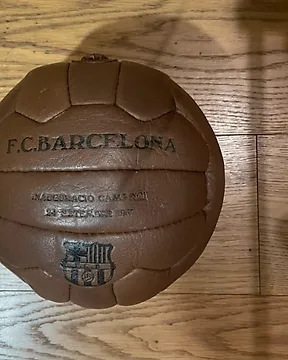 F.C.BARCELONA
INAUGURACIO CAMP NOU
24 SETEMBRE 1957